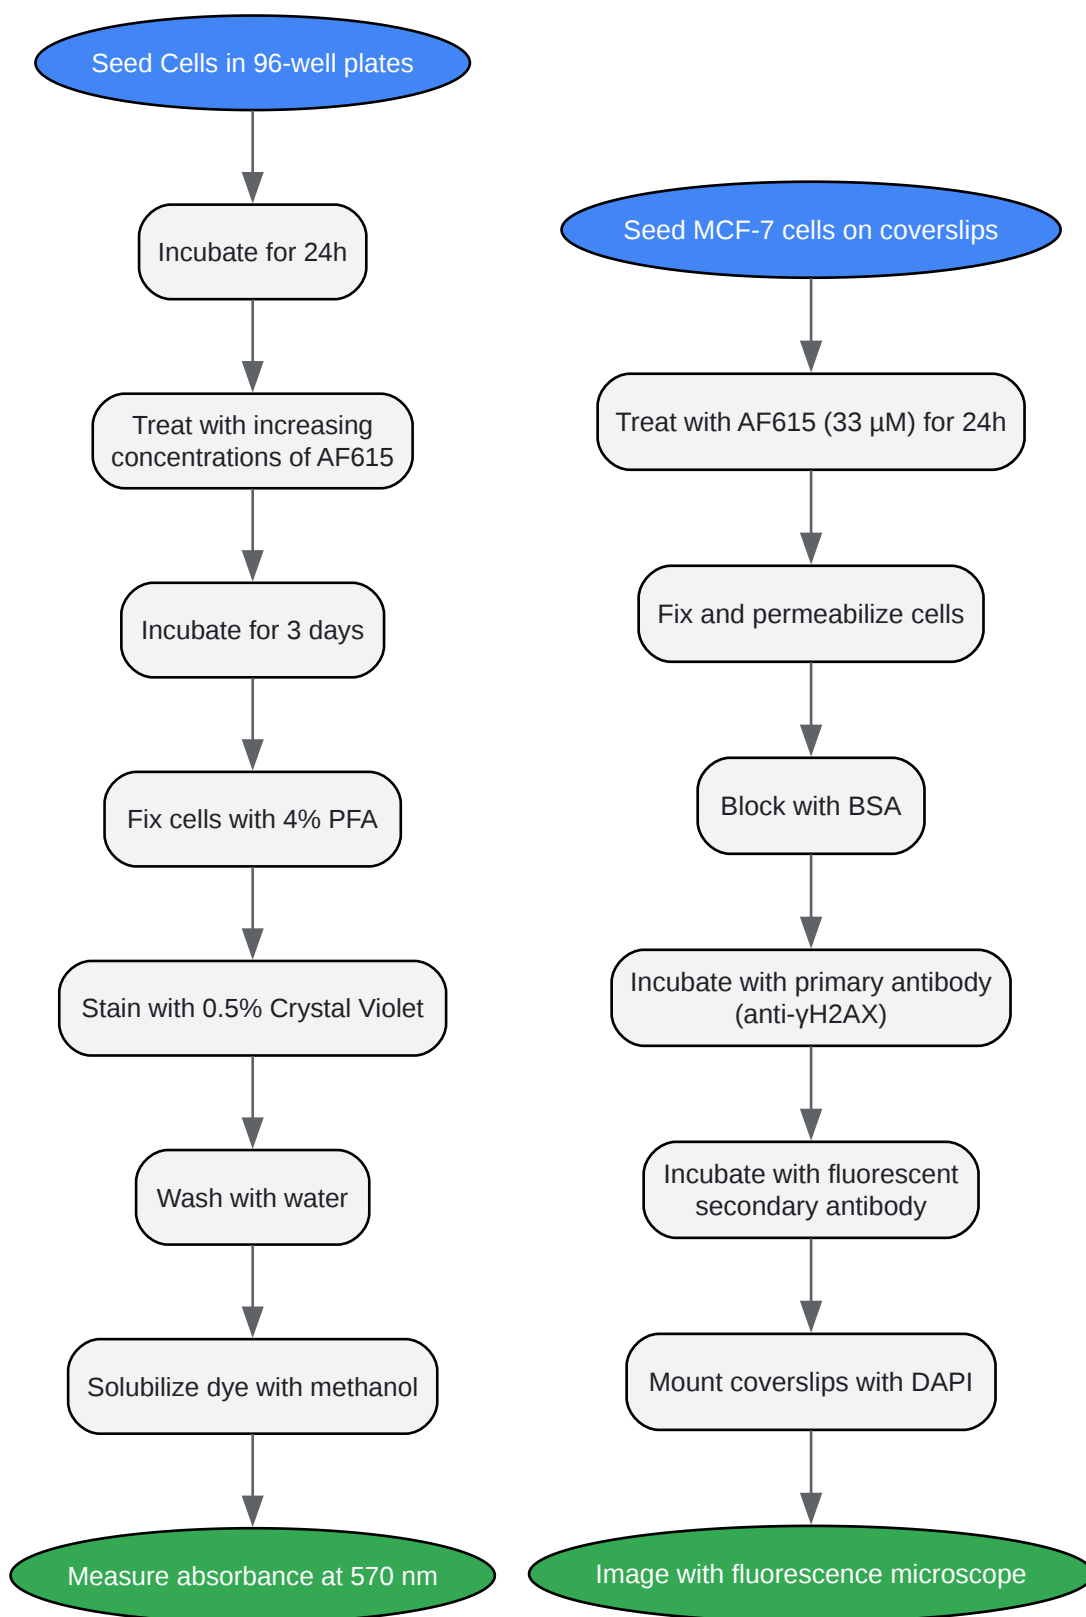 Seed Cells in 96-well plates
Incubate for 24h
Treat with increasing
concentrations of AF615
Incubate for 3 days
Fix cells with 4% PFA
Stain with 0.5% Crystal Violet
Wash with water
Solubilize dye with methanol
Measure absorbance at 570 nm
Seed MCF-7 cells on coverslips
Treat with AF615 (33 µM) for 24h
Fix and permeabilize cells
Block with BSA
Incubate with primary antibody
(anti-γH2AX)
Incubate with fluorescent
secondary antibody
Mount coverslips with DAPI
Image with fluorescence microscope